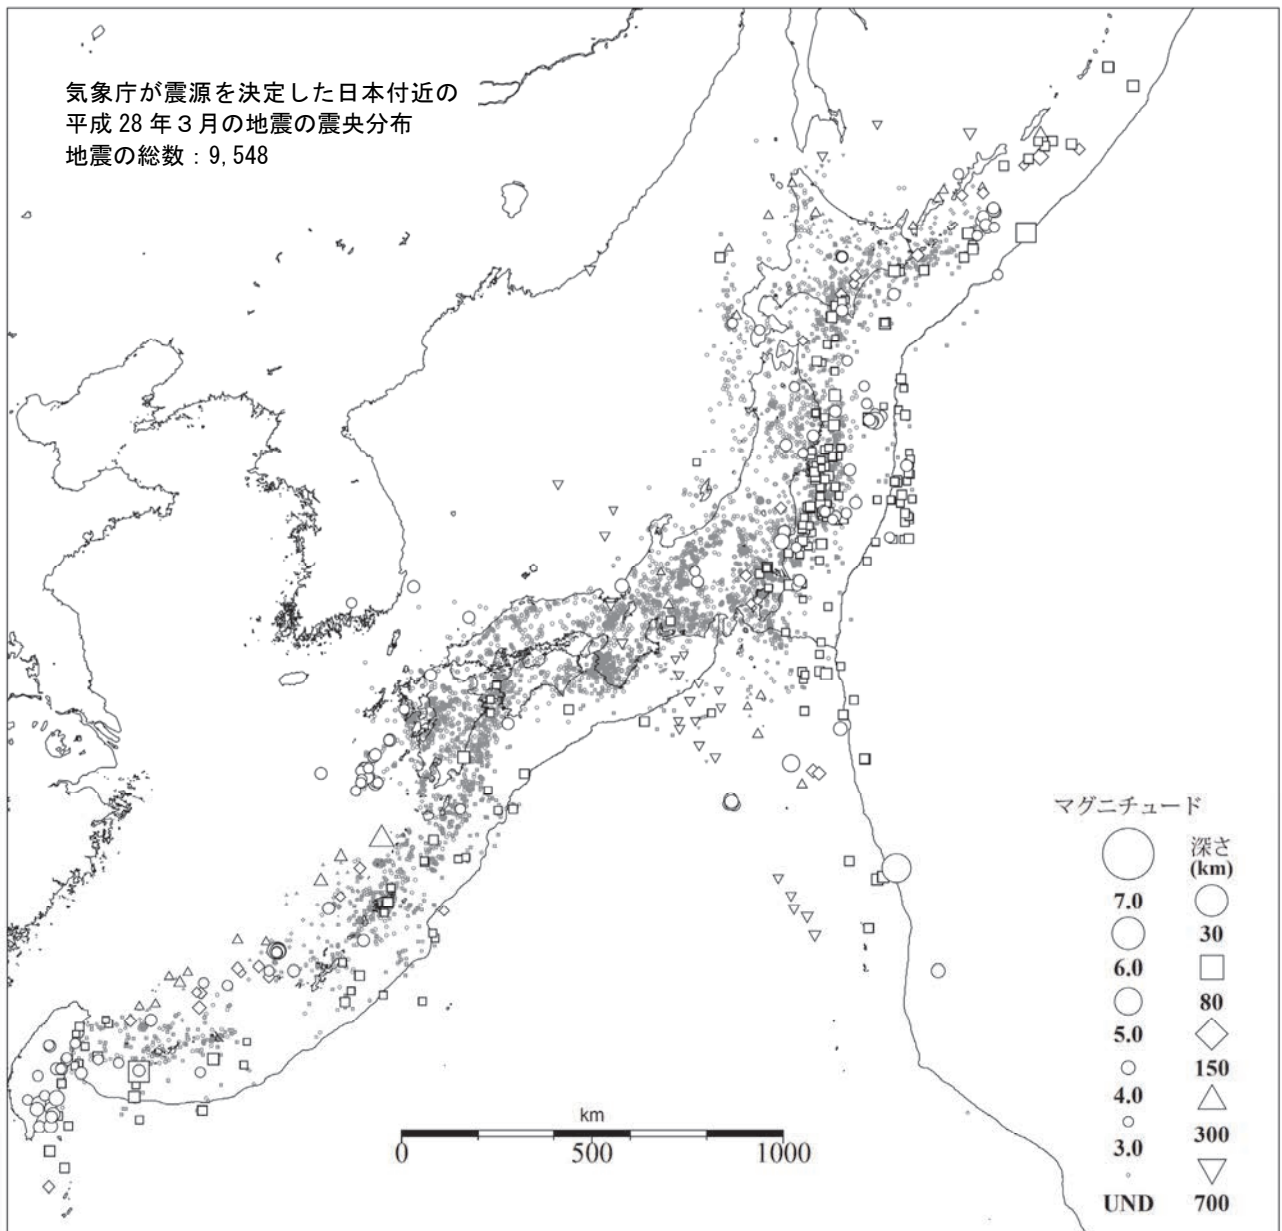 気象庁が震源を決定した日本付近の
平成 28 年３月の地震の震央分布
地震の総数：9,548
マグニチュード
深さ
(km)
7.0
30
6.0
80
5.0
150
4.0
300
3.0
UND 700
km
0 500 1000